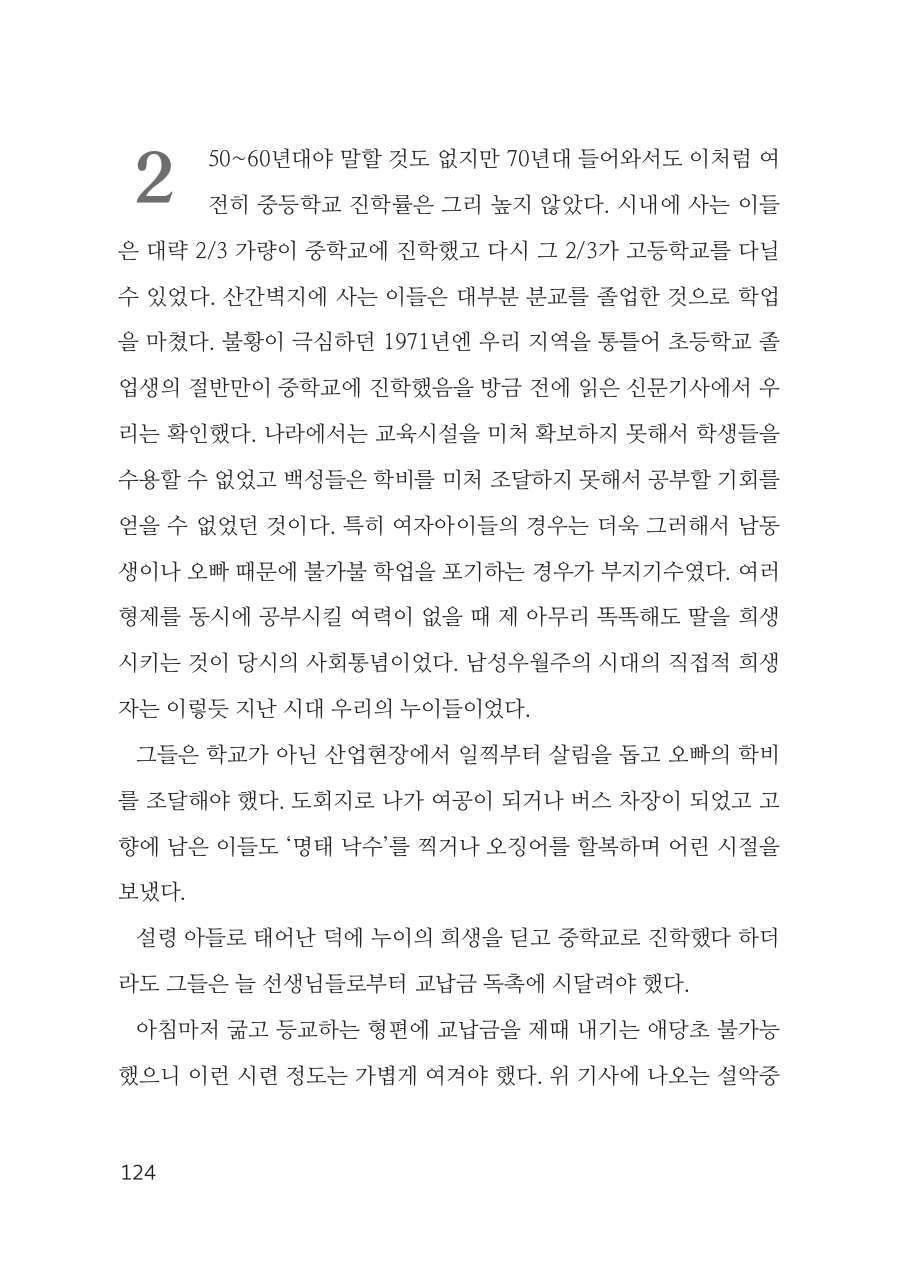 2
50~60년대야 말할 것도 없지만 70년대 들어와서도 이처럼 여
전히 중등학교 진학률은 그리 높지 않았다. 시내에 사는 이들
은 대략 2/3 가량이 중학교에 진학했고 다시 그 2/3가 고등학교를 다닐
수 있었다. 산간벽지에 사는 이들은 대부분 분교를 졸업한 것으로 학업
을 마쳤다. 불황이 극심하던 1971년엔 우리 지역을 통틀어 초등학교 졸
업생의 절반만이 중학교에 진학했음을 방금 전에 읽은 신문기사에서 우
리는 확인했다. 나라에서는 교육시설을 미처 확보하지 못해서 학생들을
수용할 수 없었고 백성들은 학비를 미처 조달하지 못해서 공부할 기회를
얻을 수 없었던 것이다. 특히 여자아이들의 경우는 더욱 그러해서 남동
생이나 오빠 때문에 불가불 학업을 포기하는 경우가 부지기수였다. 여러
형제를 동시에 공부시킬 여력이 없을 때 제 아무리 똑똑해도 딸을 희생
시키는 것이 당시의 사회통념이었다. 남성우월주의 시대의 직접적 희생
자는 이렇듯 지난 시대 우리의 누이들이었다.
그들은 학교가 아닌 산업현장에서 일찍부터 살림을 돕고 오빠의 학비
를 조달해야 했다. 도회지로 나가 여공이 되거나 버스 차장이 되었고 고
향에 남은 이들도 ‘명태 낙수’를 찍거나 오징어를 할복하며 어린 시절을
보냈다.
설령 아들로 태어난 덕에 누이의 희생을 딛고 중학교로 진학했다 하더
라도 그들은 늘 선생님들로부터 교납금 독촉에 시달려야 했다.
아침마저 굶고 등교하는 형편에 교납금을 제때 내기는 애당초 불가능
했으니 이런 시련 정도는 가볍게 여겨야 했다. 위 기사에 나오는 설악중
124